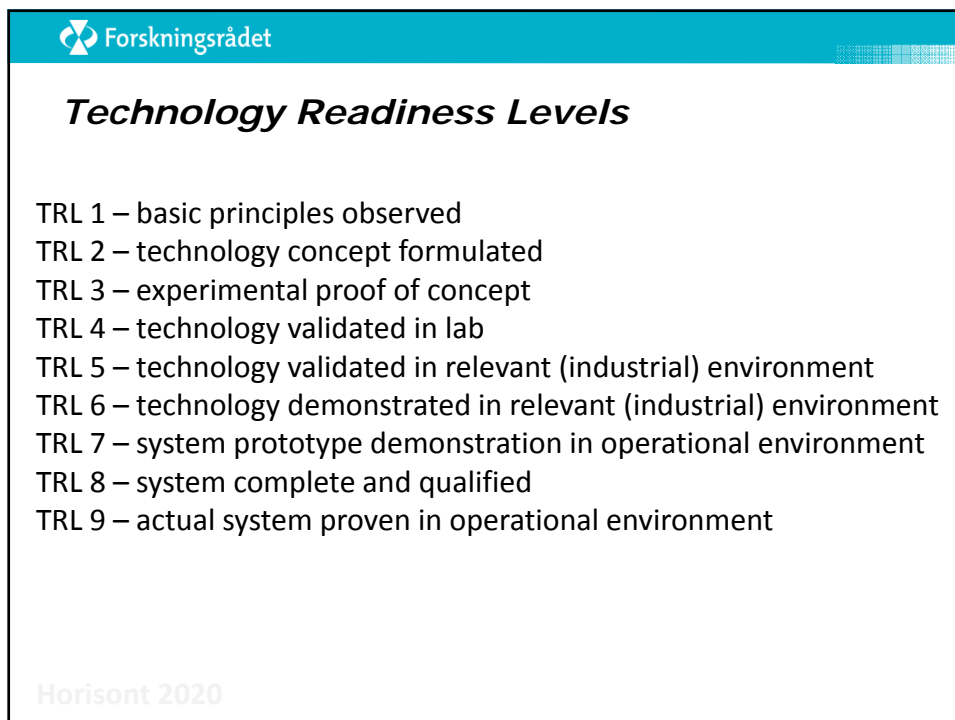 Forskningsrådet
Technology Readiness Levels
TRL 1 – basic principles observed
TRL 2 – technology concept formulated
TRL 3 – experimental proof of concept
TRL 4 – technology validated in lab
TRL 5 – technology validated in relevant (industrial) environment
TRL 6 – technology demonstrated in relevant (industrial) environment
TRL 7 – system prototype demonstration in operational environment
TRL 8 – system complete and qualified
TRL 9 – actual system proven in operational environment
Horisont 2020